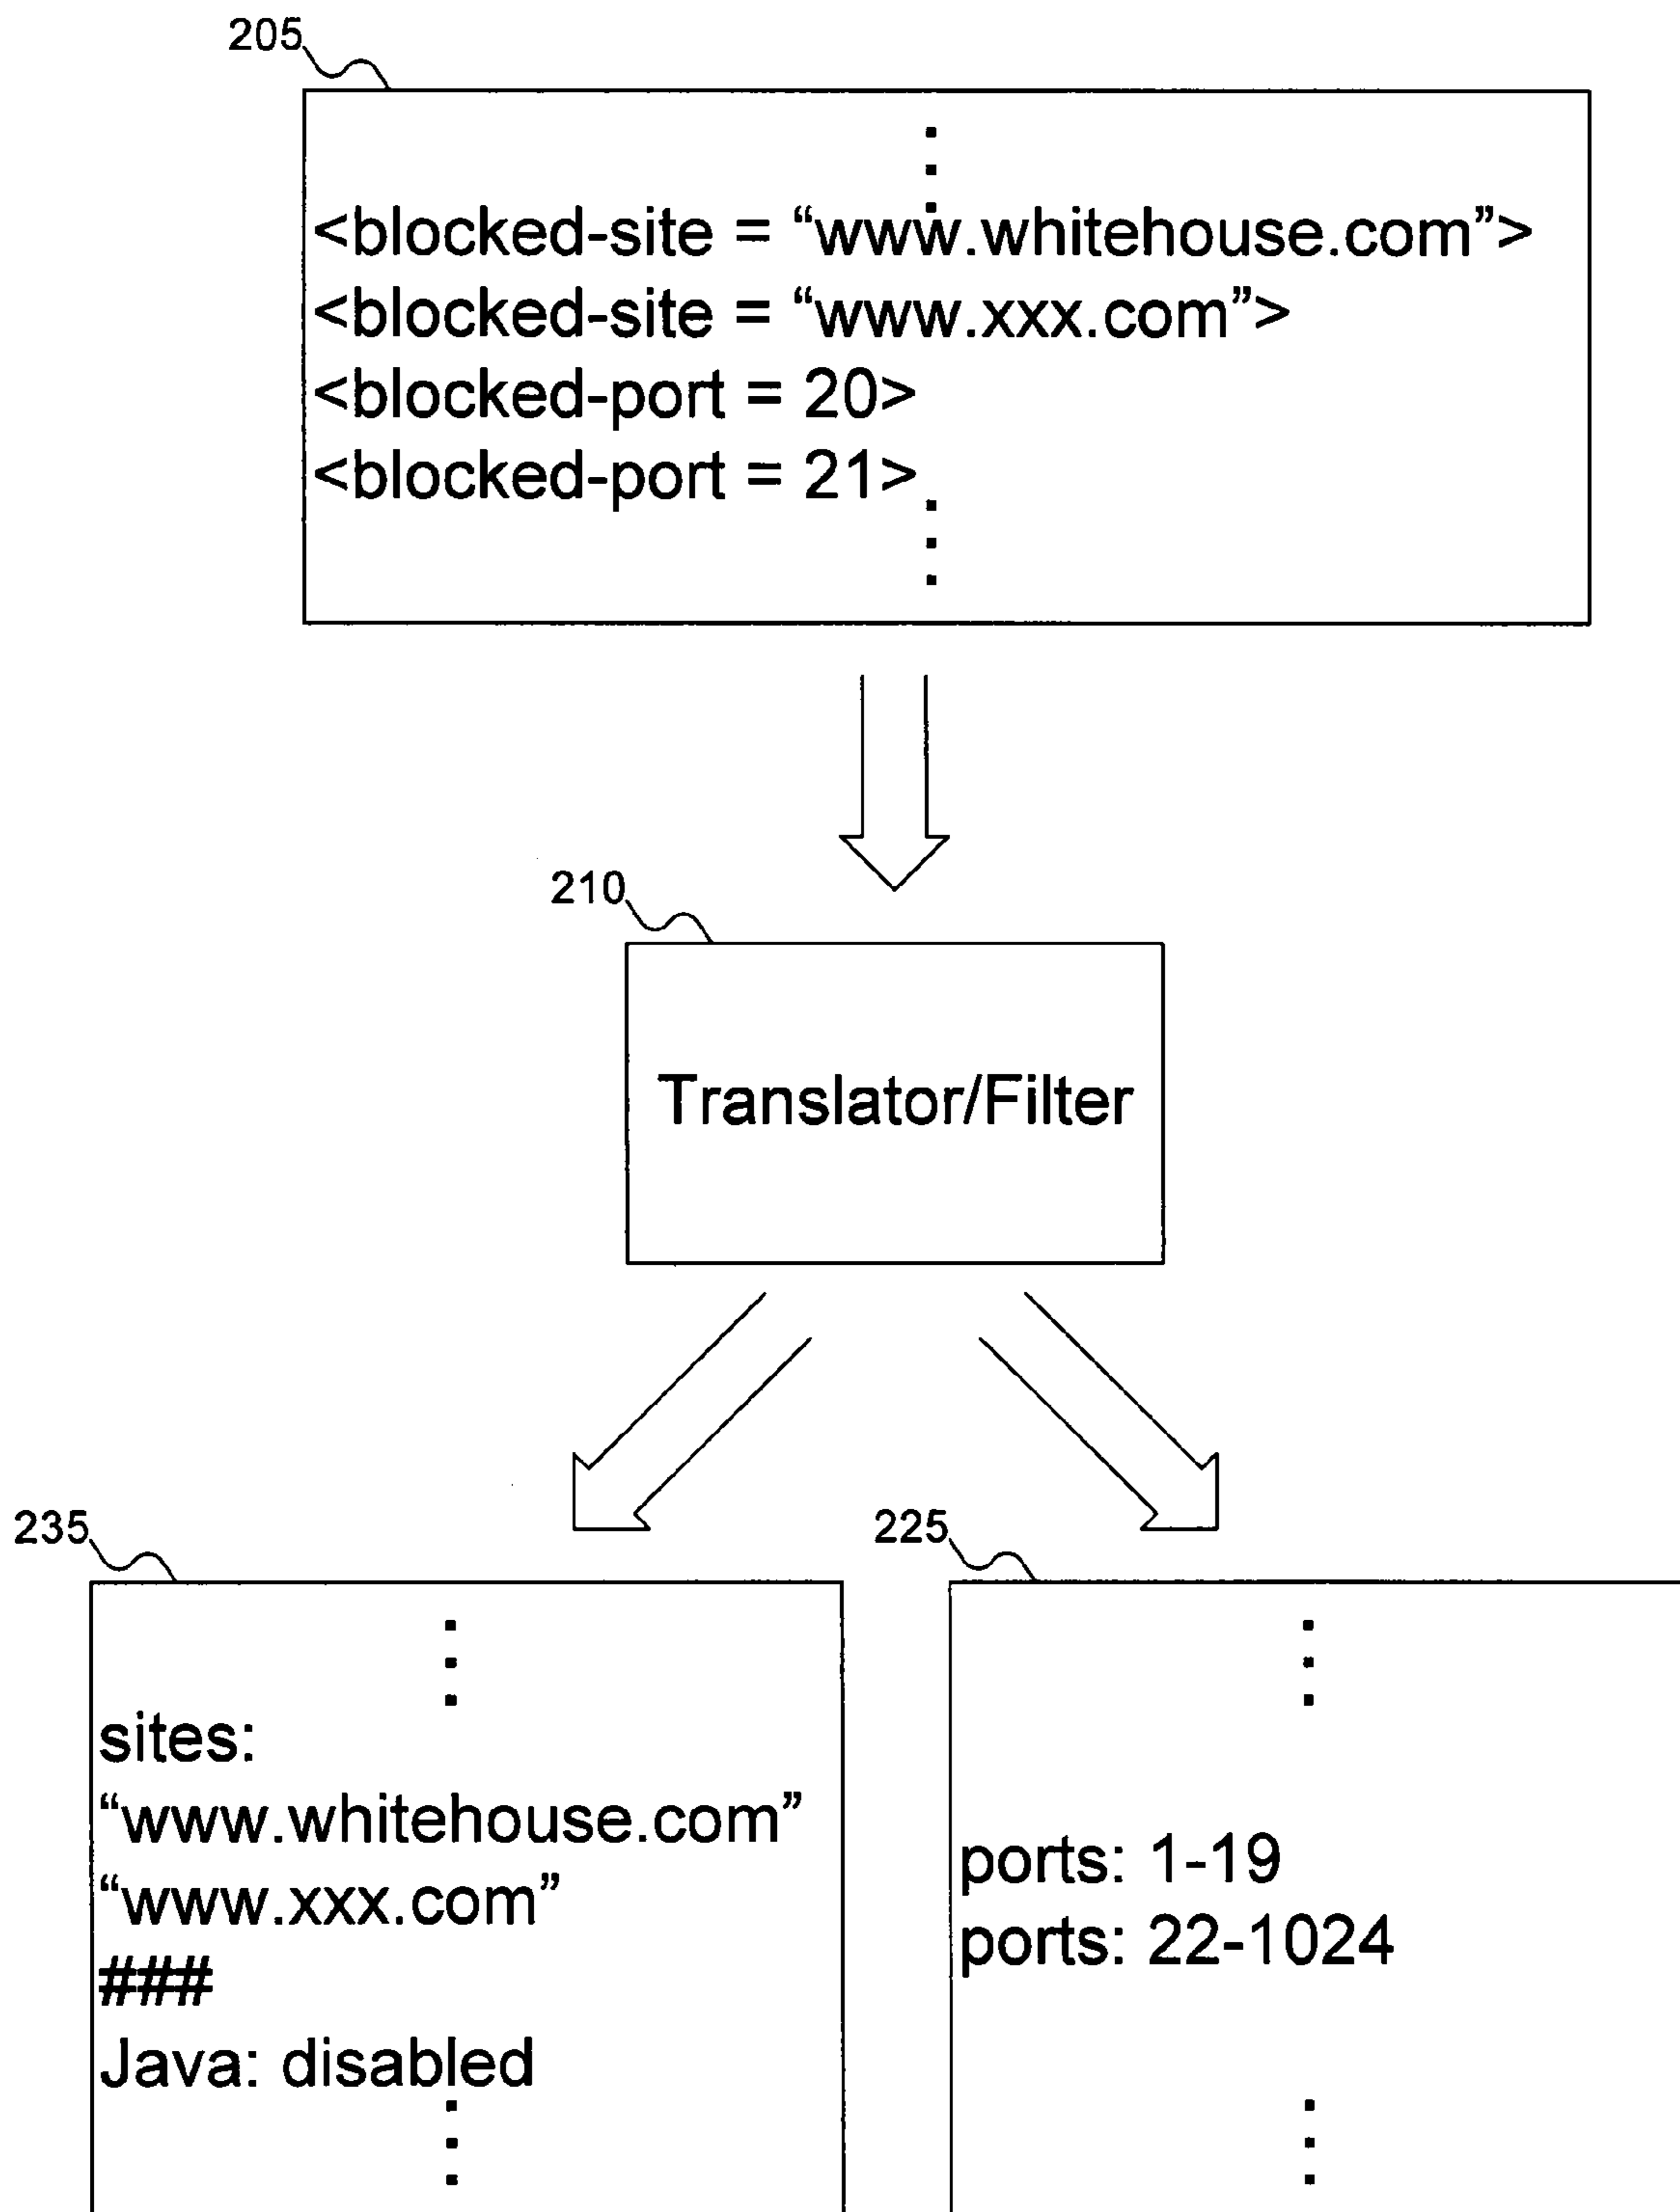 205
<blocked-site = “www.whitehouse.com”>
<blocked-site = “www.xxx.com”>
<blocked-port = 20>
<blocked-port = 21>
210
Translator/Filter
235
sites:
“www.whitehouse.com”
“www.xxx.com”
###
Java: disabled
225
ports: 1-19
ports: 22-1024